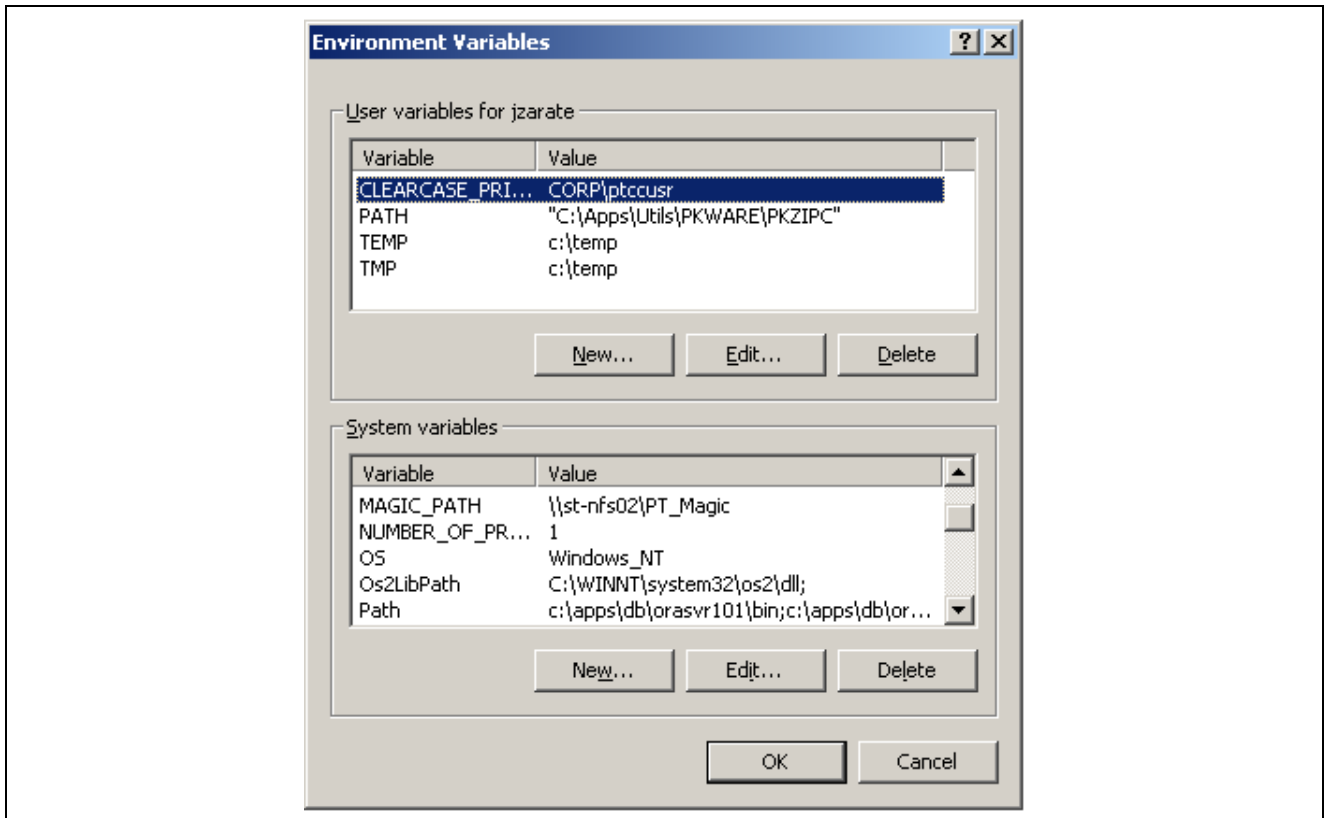 Environment Variables
User variables for jzarate
Variable Value
CLEARCASE_PRI... CORP\ptccusr
PATH "C:\Apps\Utils\PKWARE\PKZIPC"
TEMP c:\temp
TMP c:\temp
New... Edit... Delete
System variables
Variable Value
MAGIC_PATH \\st-nfs02\PT_Magic
NUMBER_OF_PR... 1
OS Windows_NT
Os2LibPath C:\WINNT\system32\os2\dll;
Path c:\apps\db\orasvr101\bin;c:\apps\db\or...
New... Edit... Delete
OK Cancel